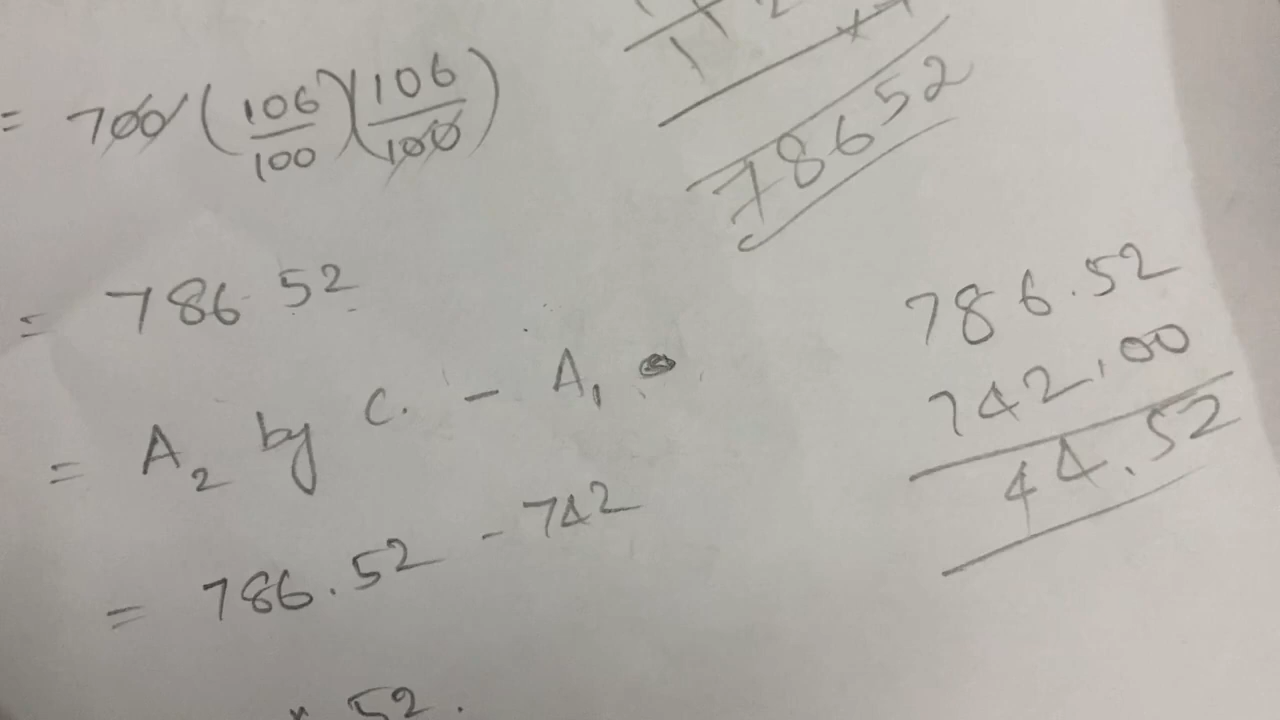 = 700 (106/100)(106/100)
78652
= 786.52
= A₂ by C. - A₁
= 786.52 - 742
786.52
742.00
44.52
52.